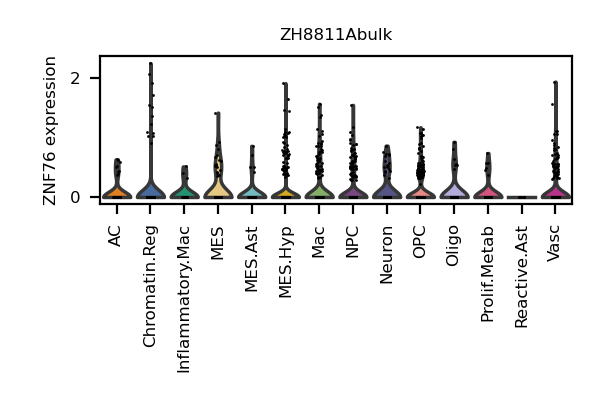 ZH8811Abulk
ZNF76 expression
2
0
AC
Chromatin.Reg
Inflammatory.Mac
MES
MES.Ast
MES.Hyp
Mac
NPC
Neuron
OPC
Oligo
Prolif.Metab
Reactive.Ast
Vasc